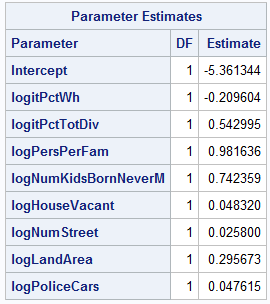 Parameter Estimates
Parameter DF Estimate
Intercept 1 -5.361344
logitPctWh 1 -0.209604
logitPctTotDiv 1 0.542995
logPersPerFam 1 0.981636
logNumKidsBornNeverM 1 0.742359
logHouseVacant 1 0.048320
logNumStreet 1 0.025800
logLandArea 1 0.295673
logPoliceCars 1 0.047615